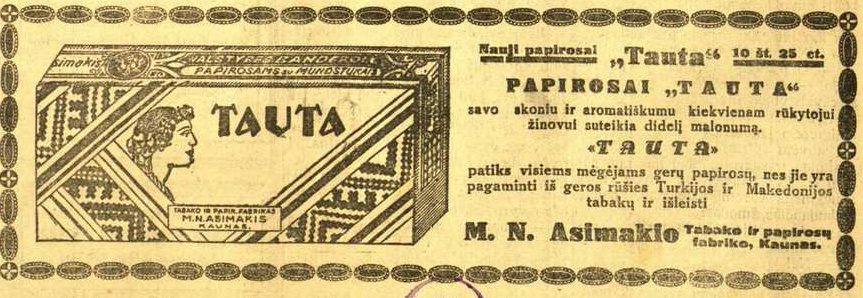 Asimakis
VALSTYBĖS BANDEROLĖ
PAPIROSAMS SU MUNDŠTUKAIS
TAUTA
TABAKO IR PAPIR. FABRIKAS
M.N. ASIMAKIS
KAUNAS.
Nauji papirosai „Tauta“ 10 št. 25 ct.
PAPIROSAI „TAUTA“
savo skoniu ir aromatiškumu kiekvienam rūkytojui
žinovui suteikia didelį malonumą.
«TAUTA»
patiks visiems mėgėjams gerų papirosų, nes jie yra
pagaminti iš geros rūšies Turkijos ir Makedonijos
tabakų ir išleisti
M. N. Asimakio Tabako ir papirosų
fabriko, Kaunas.